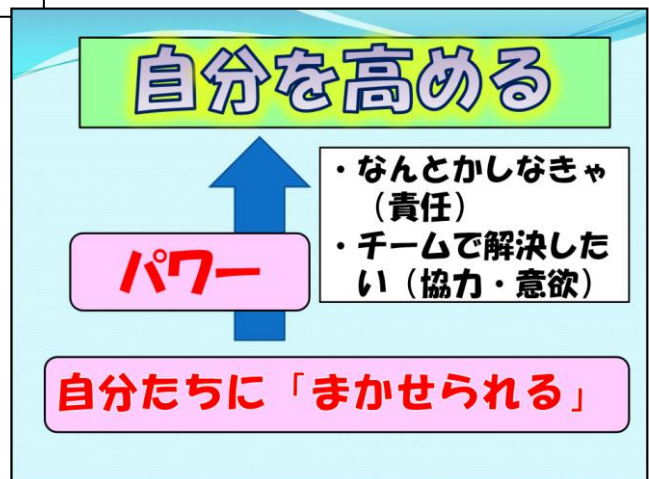 自分を高める
・なんとかしなきゃ
（責任）
・チームで解決した
い（協力・意欲）
パワー
自分たちに「まかせられる」